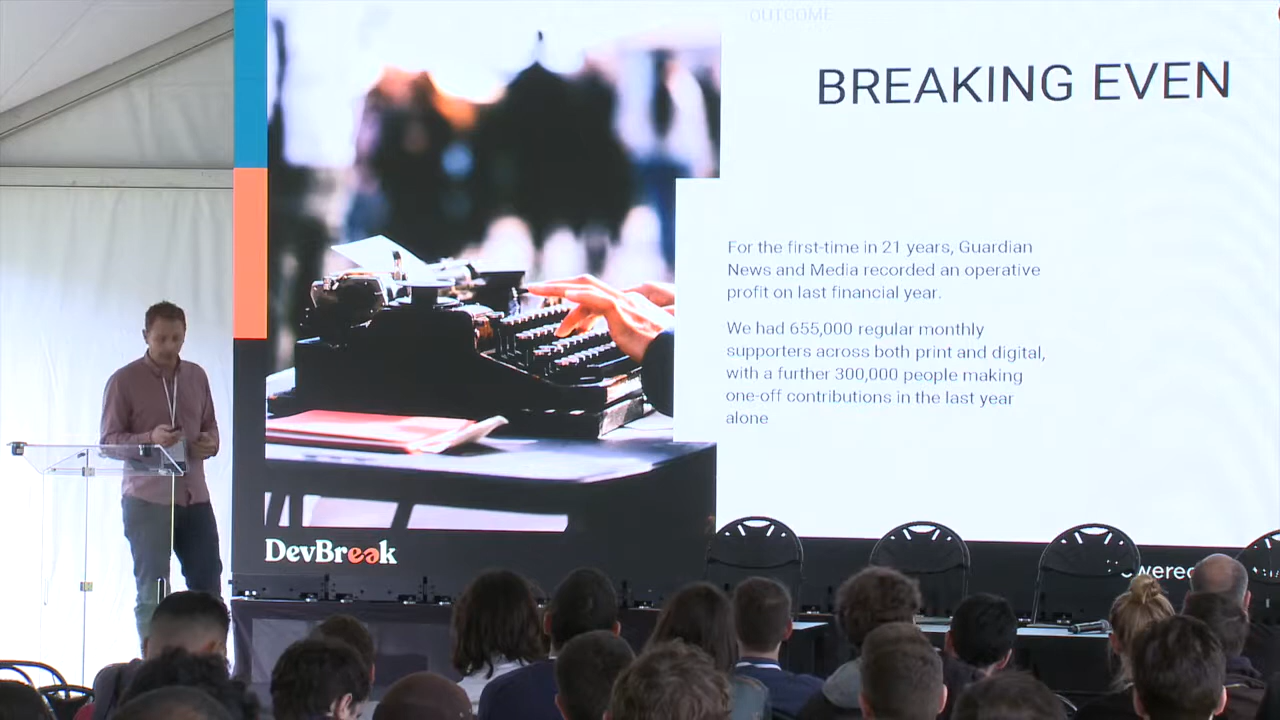 OUTCOME
BREAKING EVEN
For the first-time in 21 years, Guardian
News and Media recorded an operative
profit on last financial year.
We had 655,000 regular monthly
supporters across both print and digital,
with a further 300,000 people making
one-off contributions in the last year
alone
DevBreak